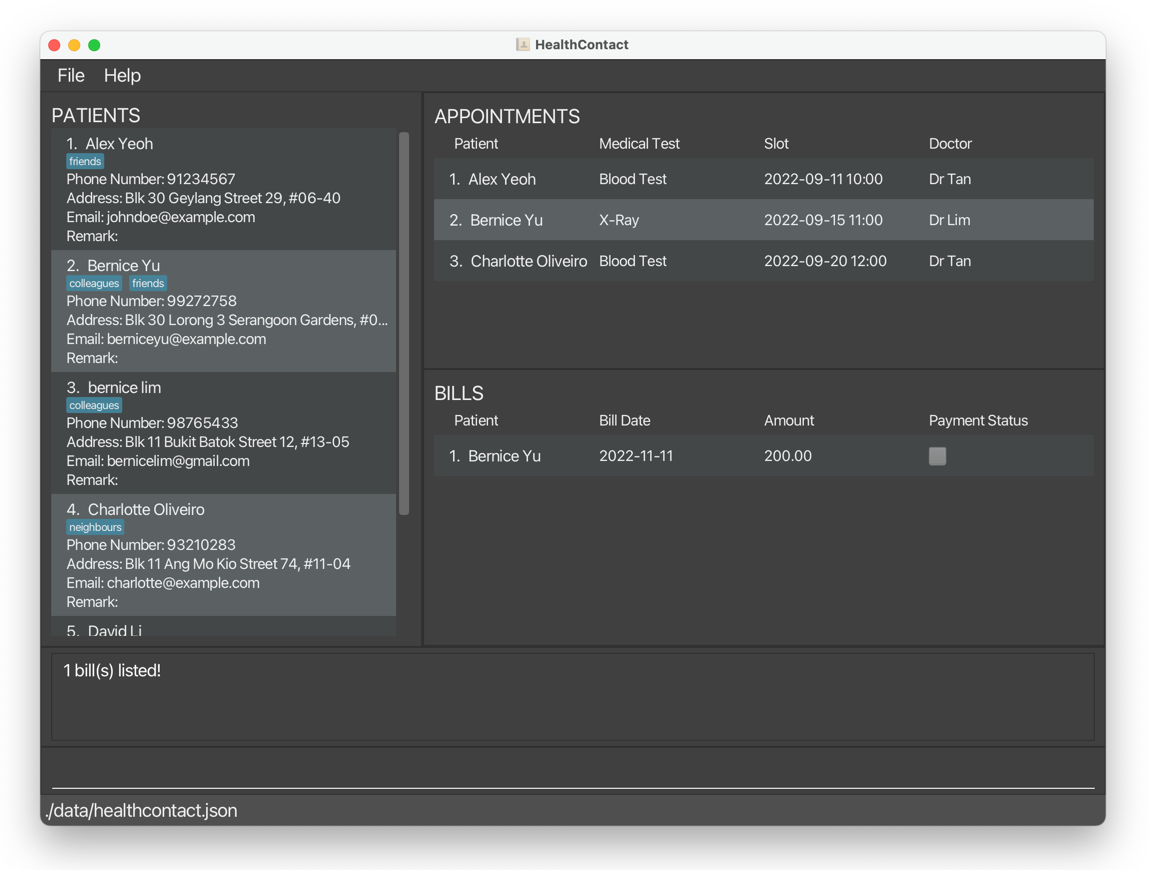 HealthContact
File Help
PATIENTS
1. Alex Yeoh
friends
Phone Number: 91234567
Address: Blk 30 Geylang Street 29, #06-40
Email: johndoe@example.com
Remark:
2. Bernice Yu
colleagues friends
Phone Number: 99272758
Address: Blk 30 Lorong 3 Serangoon Gardens, #0...
Email: berniceyu@example.com
Remark:
3. bernice lim
colleagues
Phone Number: 98765433
Address: Blk 11 Bukit Batok Street 12, #13-05
Email: bernicelim@gmail.com
Remark:
4. Charlotte Oliveiro
neighbours
Phone Number: 93210283
Address: Blk 11 Ang Mo Kio Street 74, #11-04
Email: charlotte@example.com
Remark:
5. David Li
APPOINTMENTS
Patient Medical Test Slot Doctor
1. Alex Yeoh Blood Test 2022-09-11 10:00 Dr Tan
2. Bernice Yu X-Ray 2022-09-15 11:00 Dr Lim
3. Charlotte Oliveiro Blood Test 2022-09-20 12:00 Dr Tan
BILLS
Patient Bill Date Amount Payment Status
1. Bernice Yu 2022-11-11 200.00
1 bill(s) listed!
./data/healthcontact.json